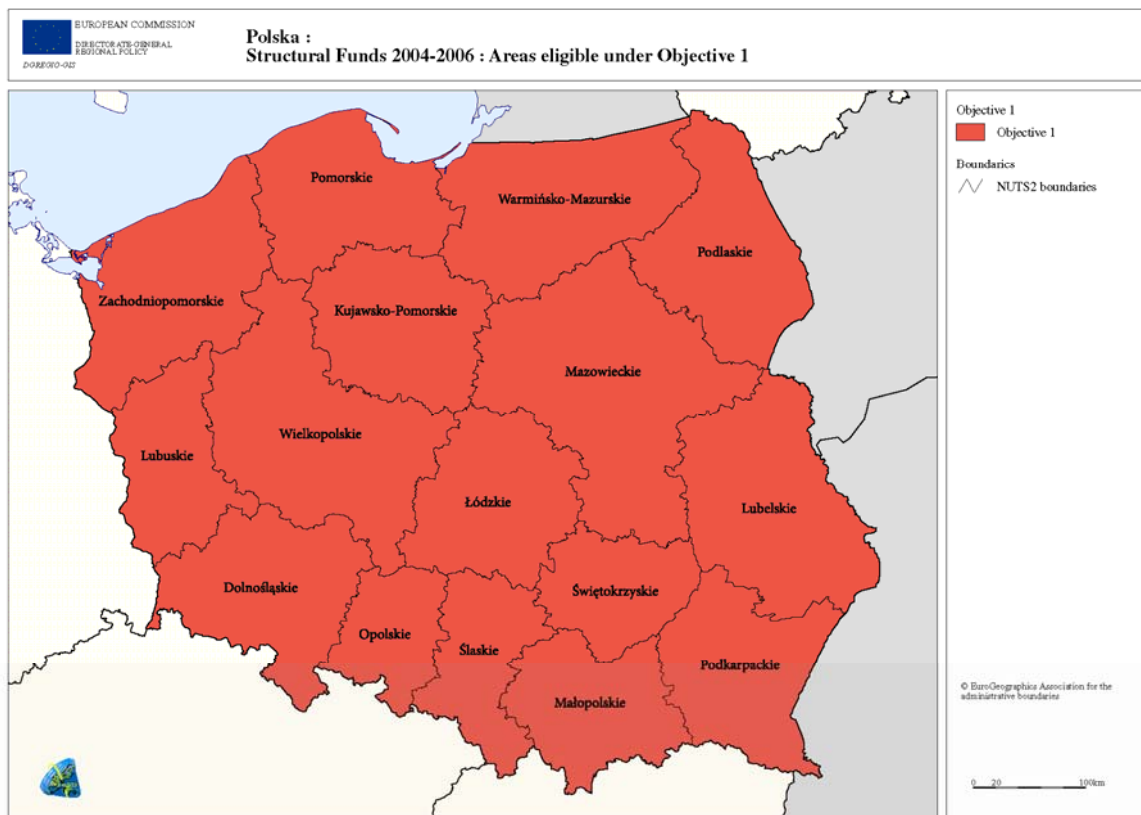 EUROPEAN COMMISSION
DIRECTORATE-GENERAL
REGIONAL POLICY
DGREGIO-GIS
Polska :
Structural Funds 2004-2006 : Areas eligible under Objective 1
Objective 1
Objective 1
Boundaries
NUTS2 boundaries
Pomorskie
Warmińsko-Mazurskie
Podlaskie
Zachodniopomorskie
Kujawsko-Pomorskie
Mazowieckie
Wielkopolskie
Lubuskie
Łódzkie
Lubelskie
Dolnośląskie
Świętokrzyskie
Opolskie
Ślaskie
Podkarpackie
Małopolskie
© EuroGeographics Association for the
administrative boundaries
0 20 100km